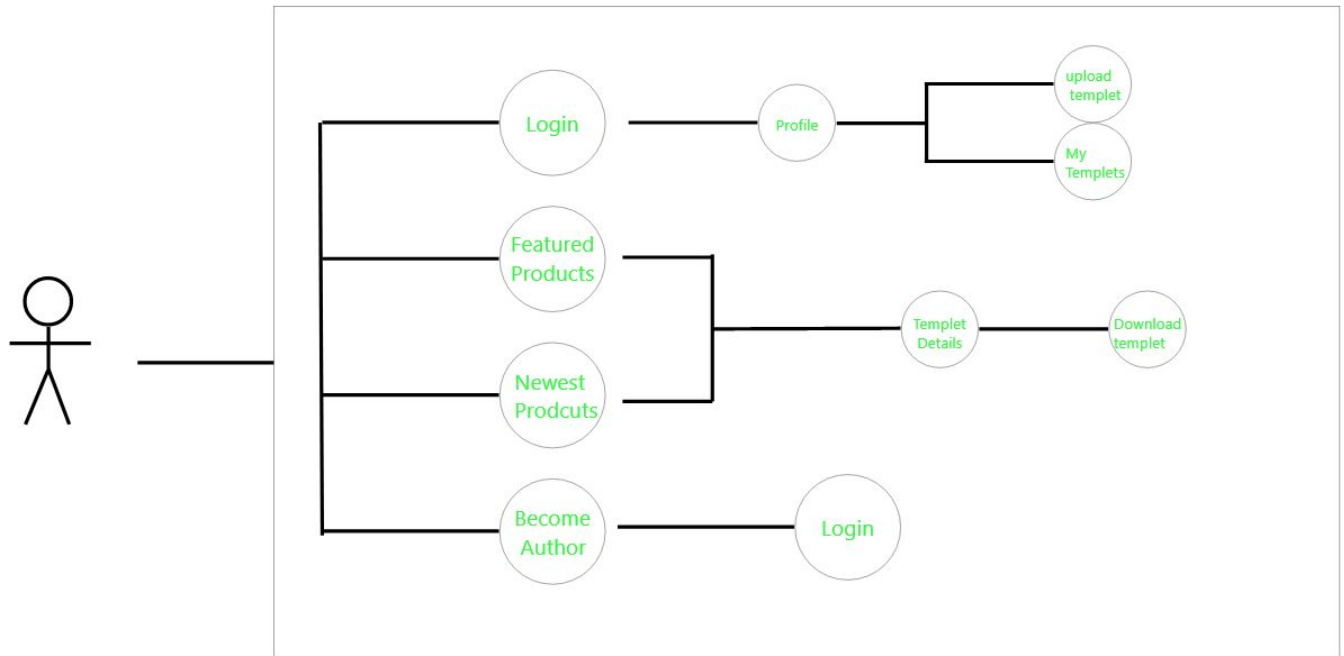 Login
Profile
upload
templet
My
Templets
Featured
Products
Templet
Details
Download
templet
Newest
Prodcuts
Become
Author
Login